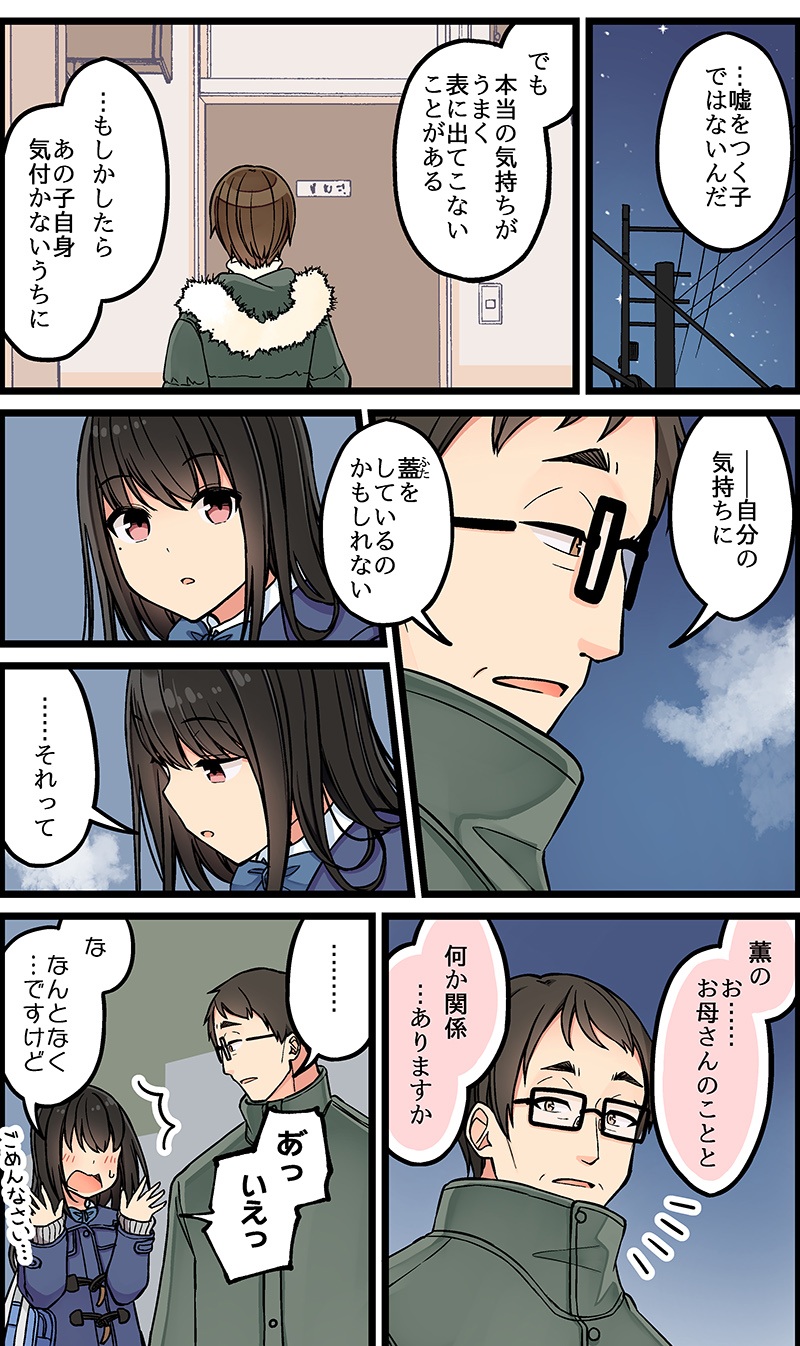 …嘘をつく子
ではないんだ
でも
本当の気持ちが
うまく
表に出てこない
ことがある
…もしかしたら
あの子自身
気付かないうちに
――自分の
気持ちに
蓋を
ふた
しているの
かもしれない
……それって
薫の
お……
お母さんのことと
何か関係
…ありますか
………
あっ
いえっ
な
なんとなく
…ですけど
ごめんなさい…